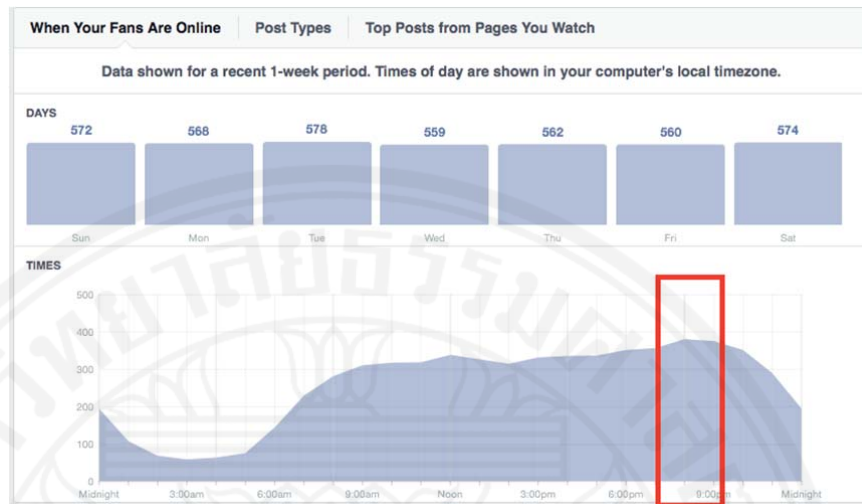 When Your Fans Are Online Post Types Top Posts from Pages You Watch
Data shown for a recent 1-week period. Times of day are shown in your computer's local timezone.
DAYS
572 568 578 559 562 560 574
Sun Mon Tue Wed Thu Fri Sat
TIMES
500
400
300
200
100
0
Midnight 3:00am 6:00am 9:00am Noon 3:00pm 6:00pm 9:00pm Midnight